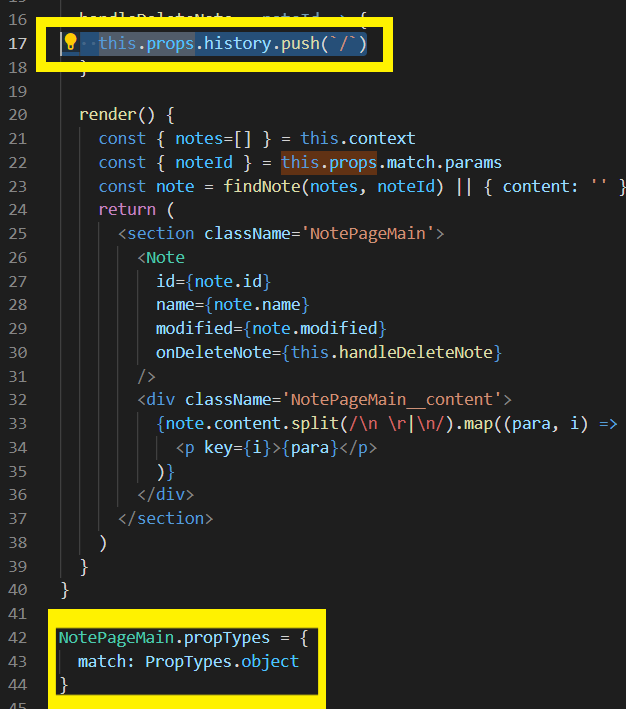 16 handleDeleteNote = noteId => {
17 this.props.history.push(`/`)
18 }
19
20 render() {
21 const { notes=[] } = this.context
22 const { noteId } = this.props.match.params
23 const note = findNote(notes, noteId) || { content: '' }
24 return (
25 <section className='NotePageMain'>
26 <Note
27 id={note.id}
28 name={note.name}
29 modified={note.modified}
30 onDeleteNote={this.handleDeleteNote}
31 />
32 <div className='NotePageMain__content'>
33 {note.content.split(/\n \r|\n/).map((para, i) =>
34 <p key={i}>{para}</p>
35 )}
36 </div>
37 </section>
38 )
39 }
40 }
41
42 NotePageMain.propTypes = {
43 match: PropTypes.object
44 }